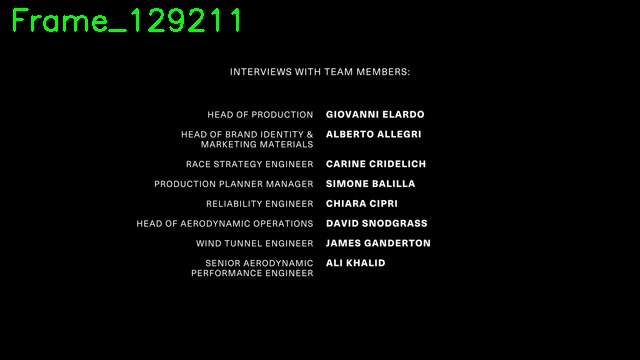 Frame_129211
INTERVIEWS WITH TEAM MEMBERS:
HEAD OF PRODUCTION GIOVANNI ELARDO
HEAD OF BRAND IDENTITY & ALBERTO ALLEGRI
MARKETING MATERIALS
RACE STRATEGY ENGINEER CARINE CRIDELICH
PRODUCTION PLANNER MANAGER SIMONE BALILLA
RELIABILITY ENGINEER CHIARA CIPRI
HEAD OF AERODYNAMIC OPERATIONS DAVID SNODGRASS
WIND TUNNEL ENGINEER JAMES GANDERTON
SENIOR AERODYNAMIC ALI KHALID
PERFORMANCE ENGINEER